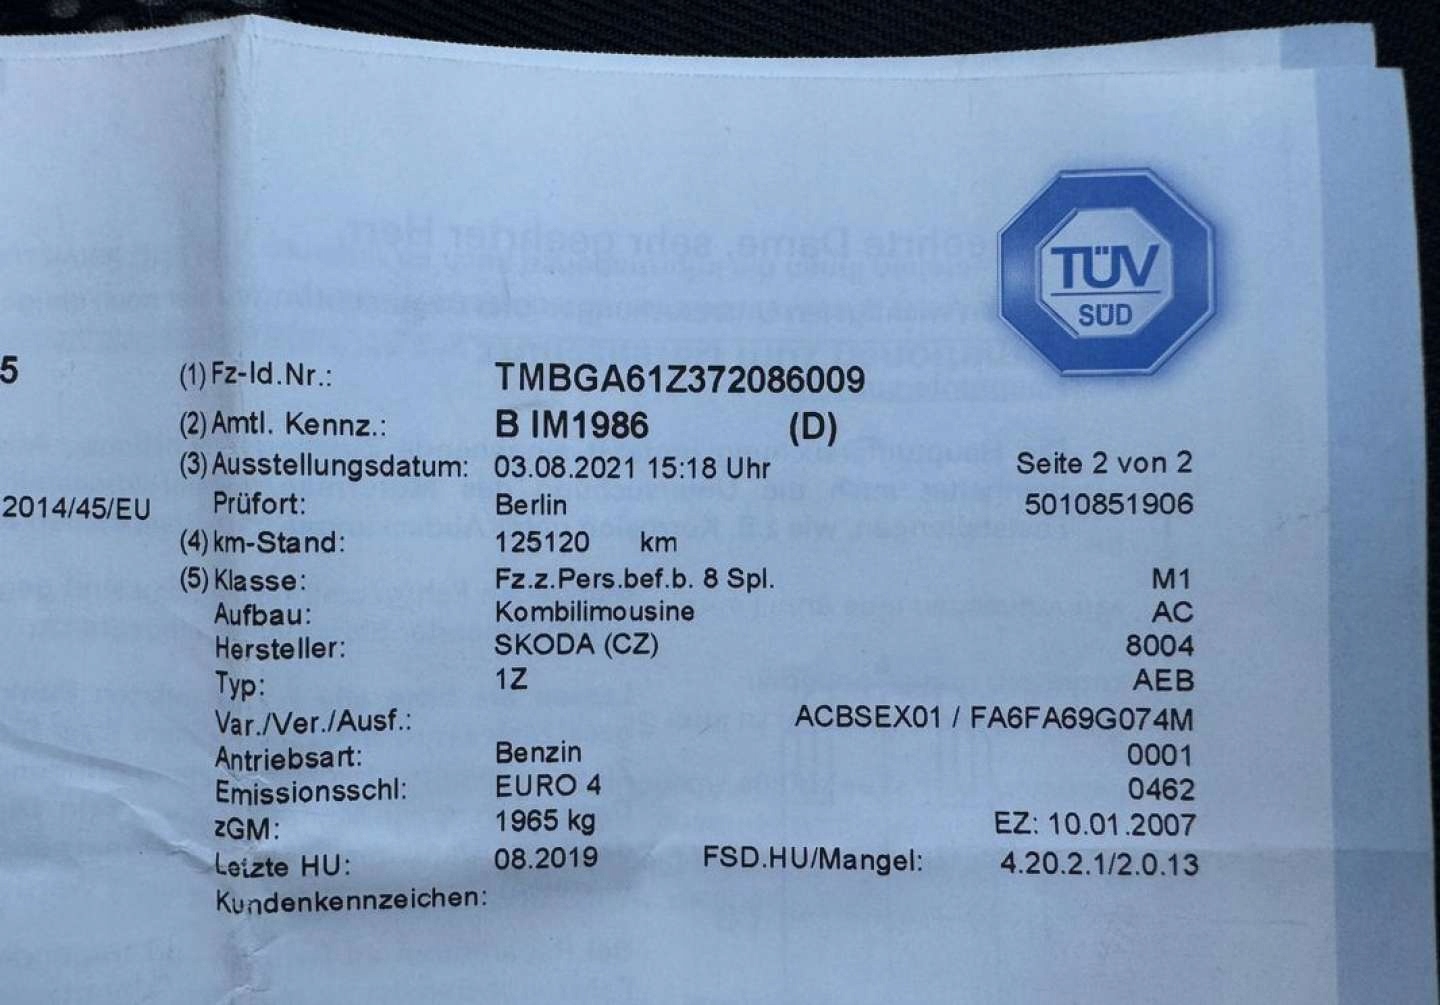 TÜV
SÜD
5 (1) Fz-Id.Nr.: TMBGA61Z372086009
(2) Amtl. Kennz.: B IM1986 (D)
(3) Ausstellungsdatum: 03.08.2021 15:18 Uhr Seite 2 von 2
2014/45/EU Prüfort: Berlin 5010851906
(4) km-Stand: 125120 km
(5) Klasse: Fz.z.Pers.bef.b. 8 Spl. M1
Aufbau: Kombilimousine AC
Hersteller: SKODA (CZ) 8004
Typ: 1Z AEB
Var./Ver./Ausf.: ACBSEX01 / FA6FA69G074M
Antriebsart: Benzin 0001
Emissionsschl: EURO 4 0462
zGM: 1965 kg EZ: 10.01.2007
Letzte HU: 08.2019 FSD.HU/Mangel: 4.20.2.1/2.0.13
Kundenkennzeichen: